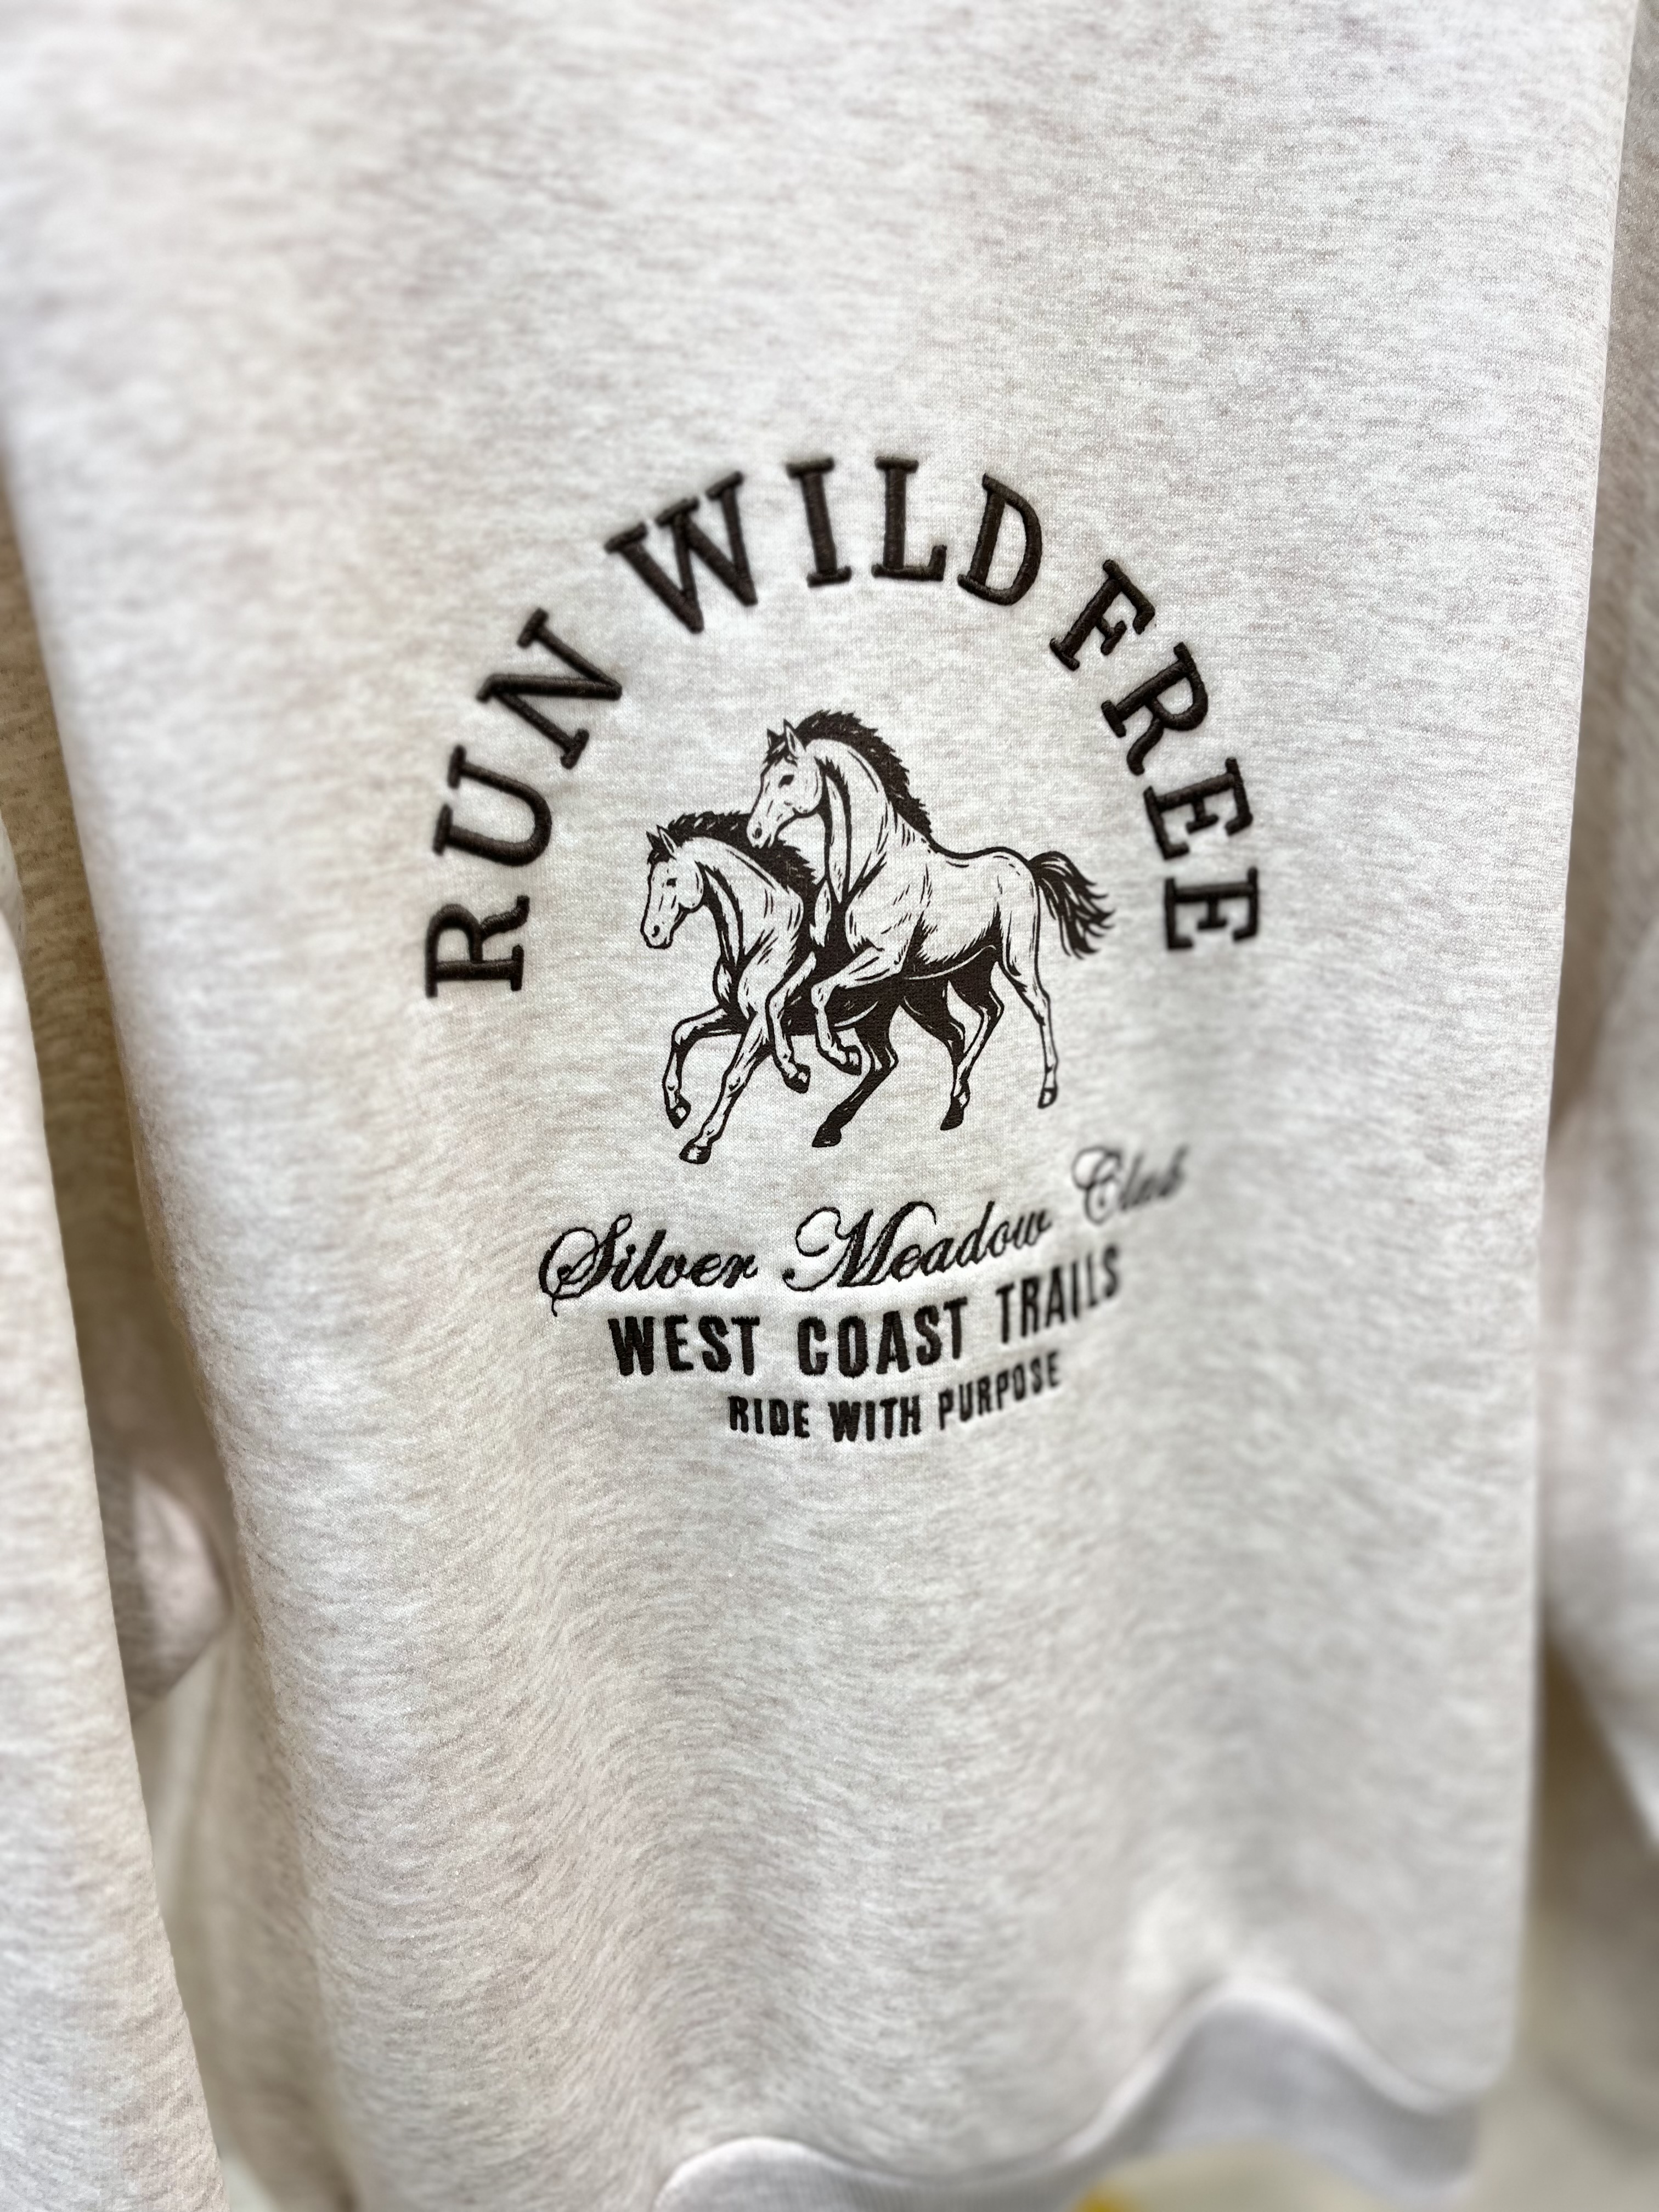 RUN WILD FREE
Silver Meadow Club
WEST COAST TRAILS
RIDE WITH PURPOSE